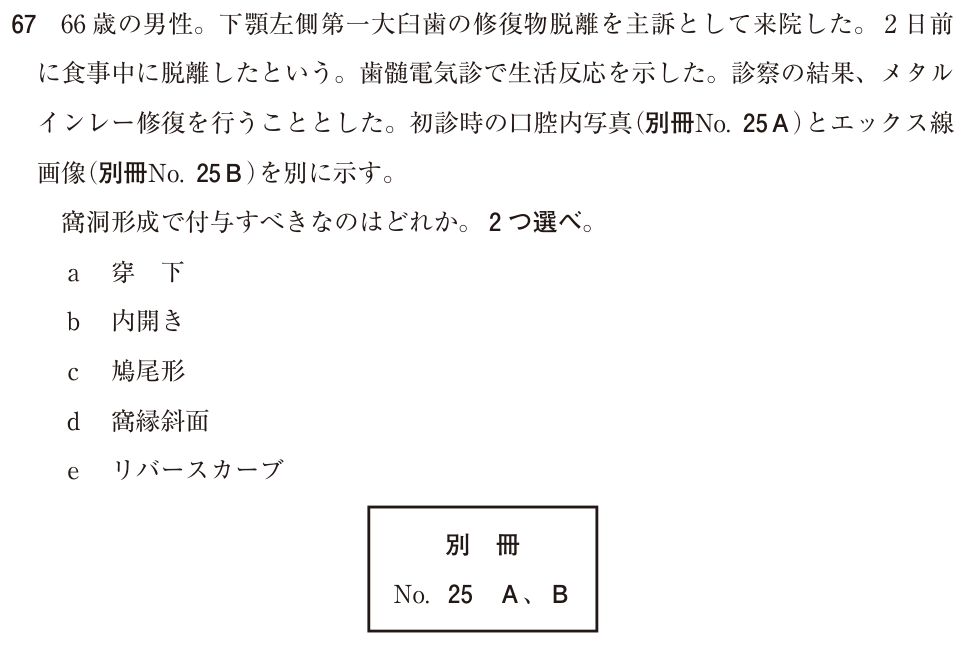 67 66歳の男性。下顎左側第一大臼歯の修復物脱離を主訴として来院した。2日前
に食事中に脱離したという。歯髄電気診で生活反応を示した。診察の結果、メタル
インレー修復を行うこととした。初診時の口腔内写真(別冊No. 25A)とエックス線
画像(別冊No. 25B)を別に示す。
窩洞形成で付与すべきなのはどれか。2つ選べ。
a 穿 下
b 内開き
c 鳩尾形
d 窩縁斜面
e リバースカーブ
別 冊
No. 25 A、B